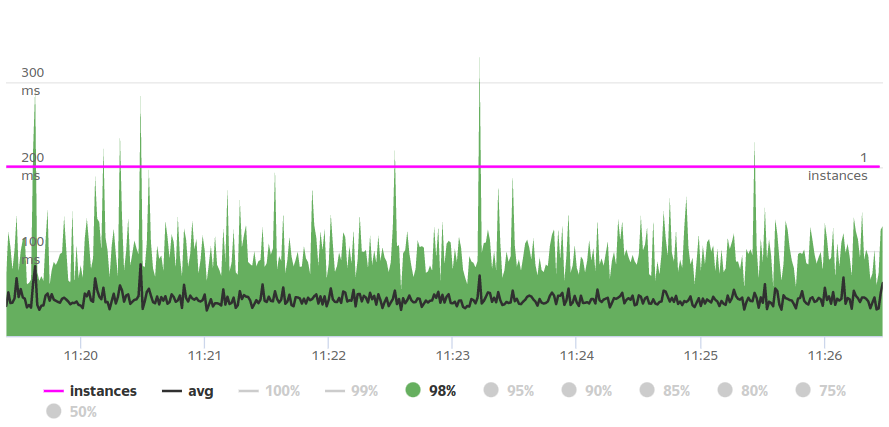 300
ms
200
ms
1
instances
100
ms
11:20 11:21 11:22 11:23 11:24 11:25 11:26
instances avg 100% 99% 98% 95% 90% 85% 80% 75%
50%